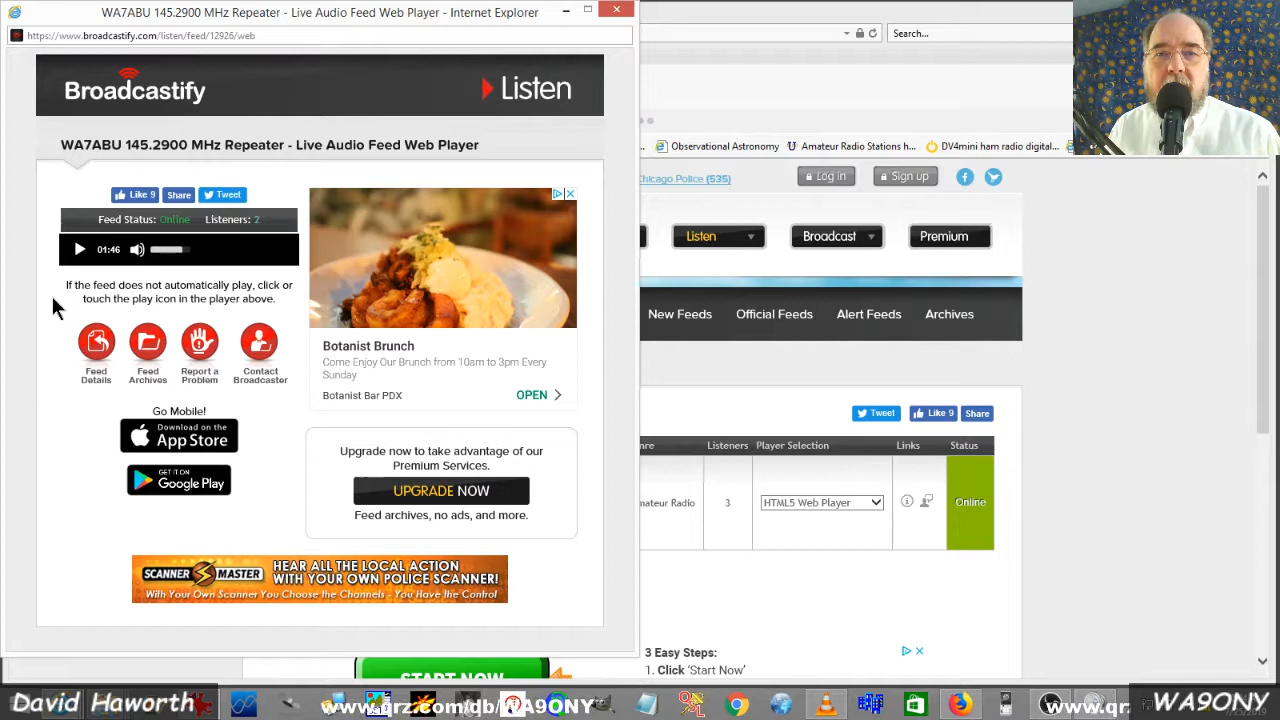 WA7ABU 145.2900 MHz Repeater - Live Audio Feed Web Player - Internet Explorer
https://www.broadcastify.com/listen/feed/12926/web
Search...
Broadcastify
Listen
WA7ABU 145.2900 MHz Repeater - Live Audio Feed Web Player
Observational Astronomy
Amateur Radio Stations h...
DV4mini ham radio digital...
Chicago Police (535)
Log in
Sign up
Like 9
Share
Tweet
Feed Status: Online
Listeners: 2
01:46
If the feed does not automatically play, click or
touch the play icon in the player above.
Feed
Details
Feed
Archives
Report a
Problem
Contact
Broadcaster
Go Mobile!
Download on the
App Store
GET IT ON
Google Play
Botanist Brunch
Come Enjoy Our Brunch from 10am to 3pm Every
Sunday
Botanist Bar PDX
OPEN
Upgrade now to take advantage of our
Premium Services.
UPGRADE NOW
Feed archives, no ads, and more.
SCANNER MASTER
HEAR ALL THE LOCAL ACTION
WITH YOUR OWN POLICE SCANNER!
With Your Own Scanner You Choose the Channels - You Have the Control
Listen
Broadcast
Premium
New Feeds
Official Feeds
Alert Feeds
Archives
Tweet
Like 9
Share
Listeners
Player Selection
Links
Status
3
HTML5 Web Player
Online
3 Easy Steps:
1. Click 'Start Now'
START NOW
David Haworth
www.qrz.com/db/WA9ONY
www.qrz
WA9ONY